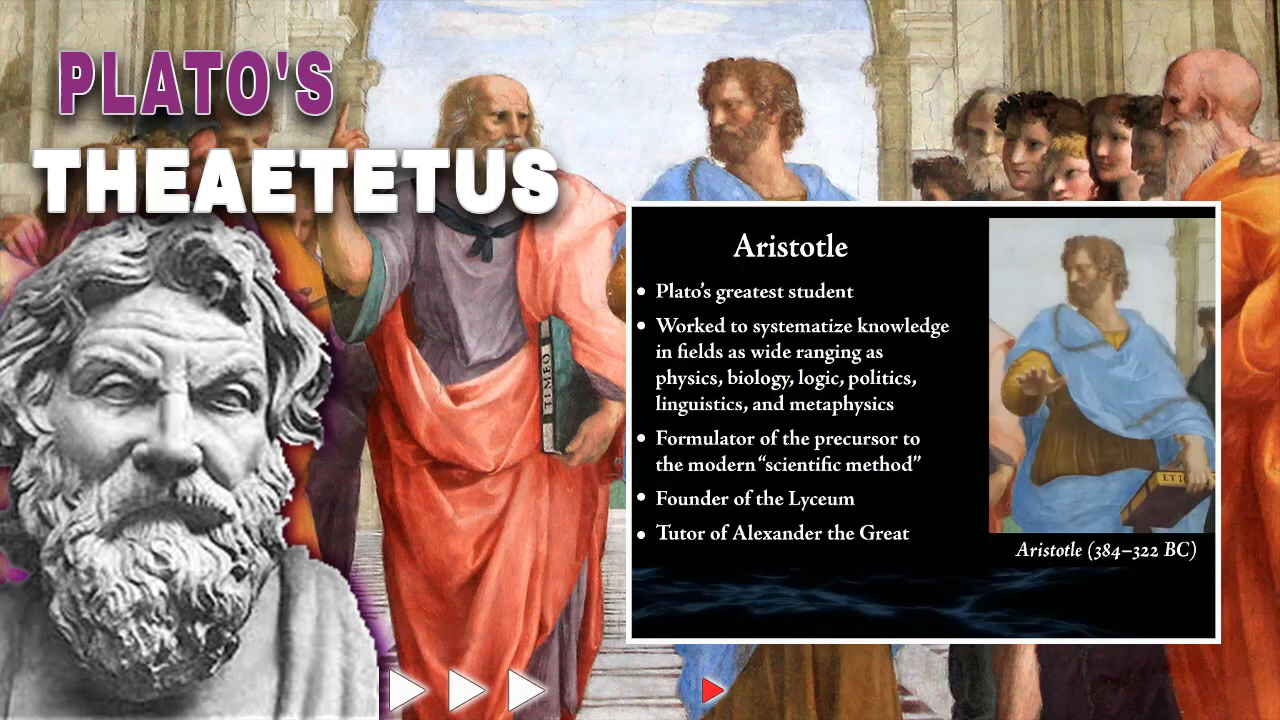 PLATO'S
THEAETETUS
TIMEO
Aristotle
• Plato's greatest student
• Worked to systematize knowledge
in fields as wide ranging as
physics, biology, logic, politics,
linguistics, and metaphysics
• Formulator of the precursor to
the modern “scientific method”
• Founder of the Lyceum
• Tutor of Alexander the Great
ETI
Aristotle (384–322 BC)